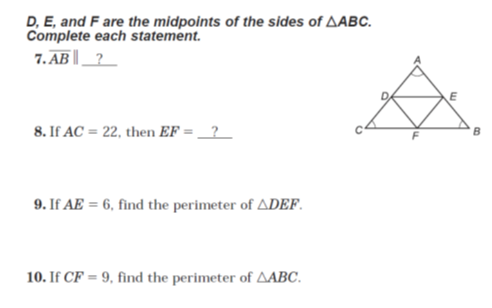 D, E, and F are the midpoints of the sides of △ABC.
Complete each statement.
7. AB ∥ ?
A
D
E
8. If AC = 22, then EF = ?
C
F
B
9. If AE = 6, find the perimeter of △DEF.
10. If CF = 9, find the perimeter of △ABC.